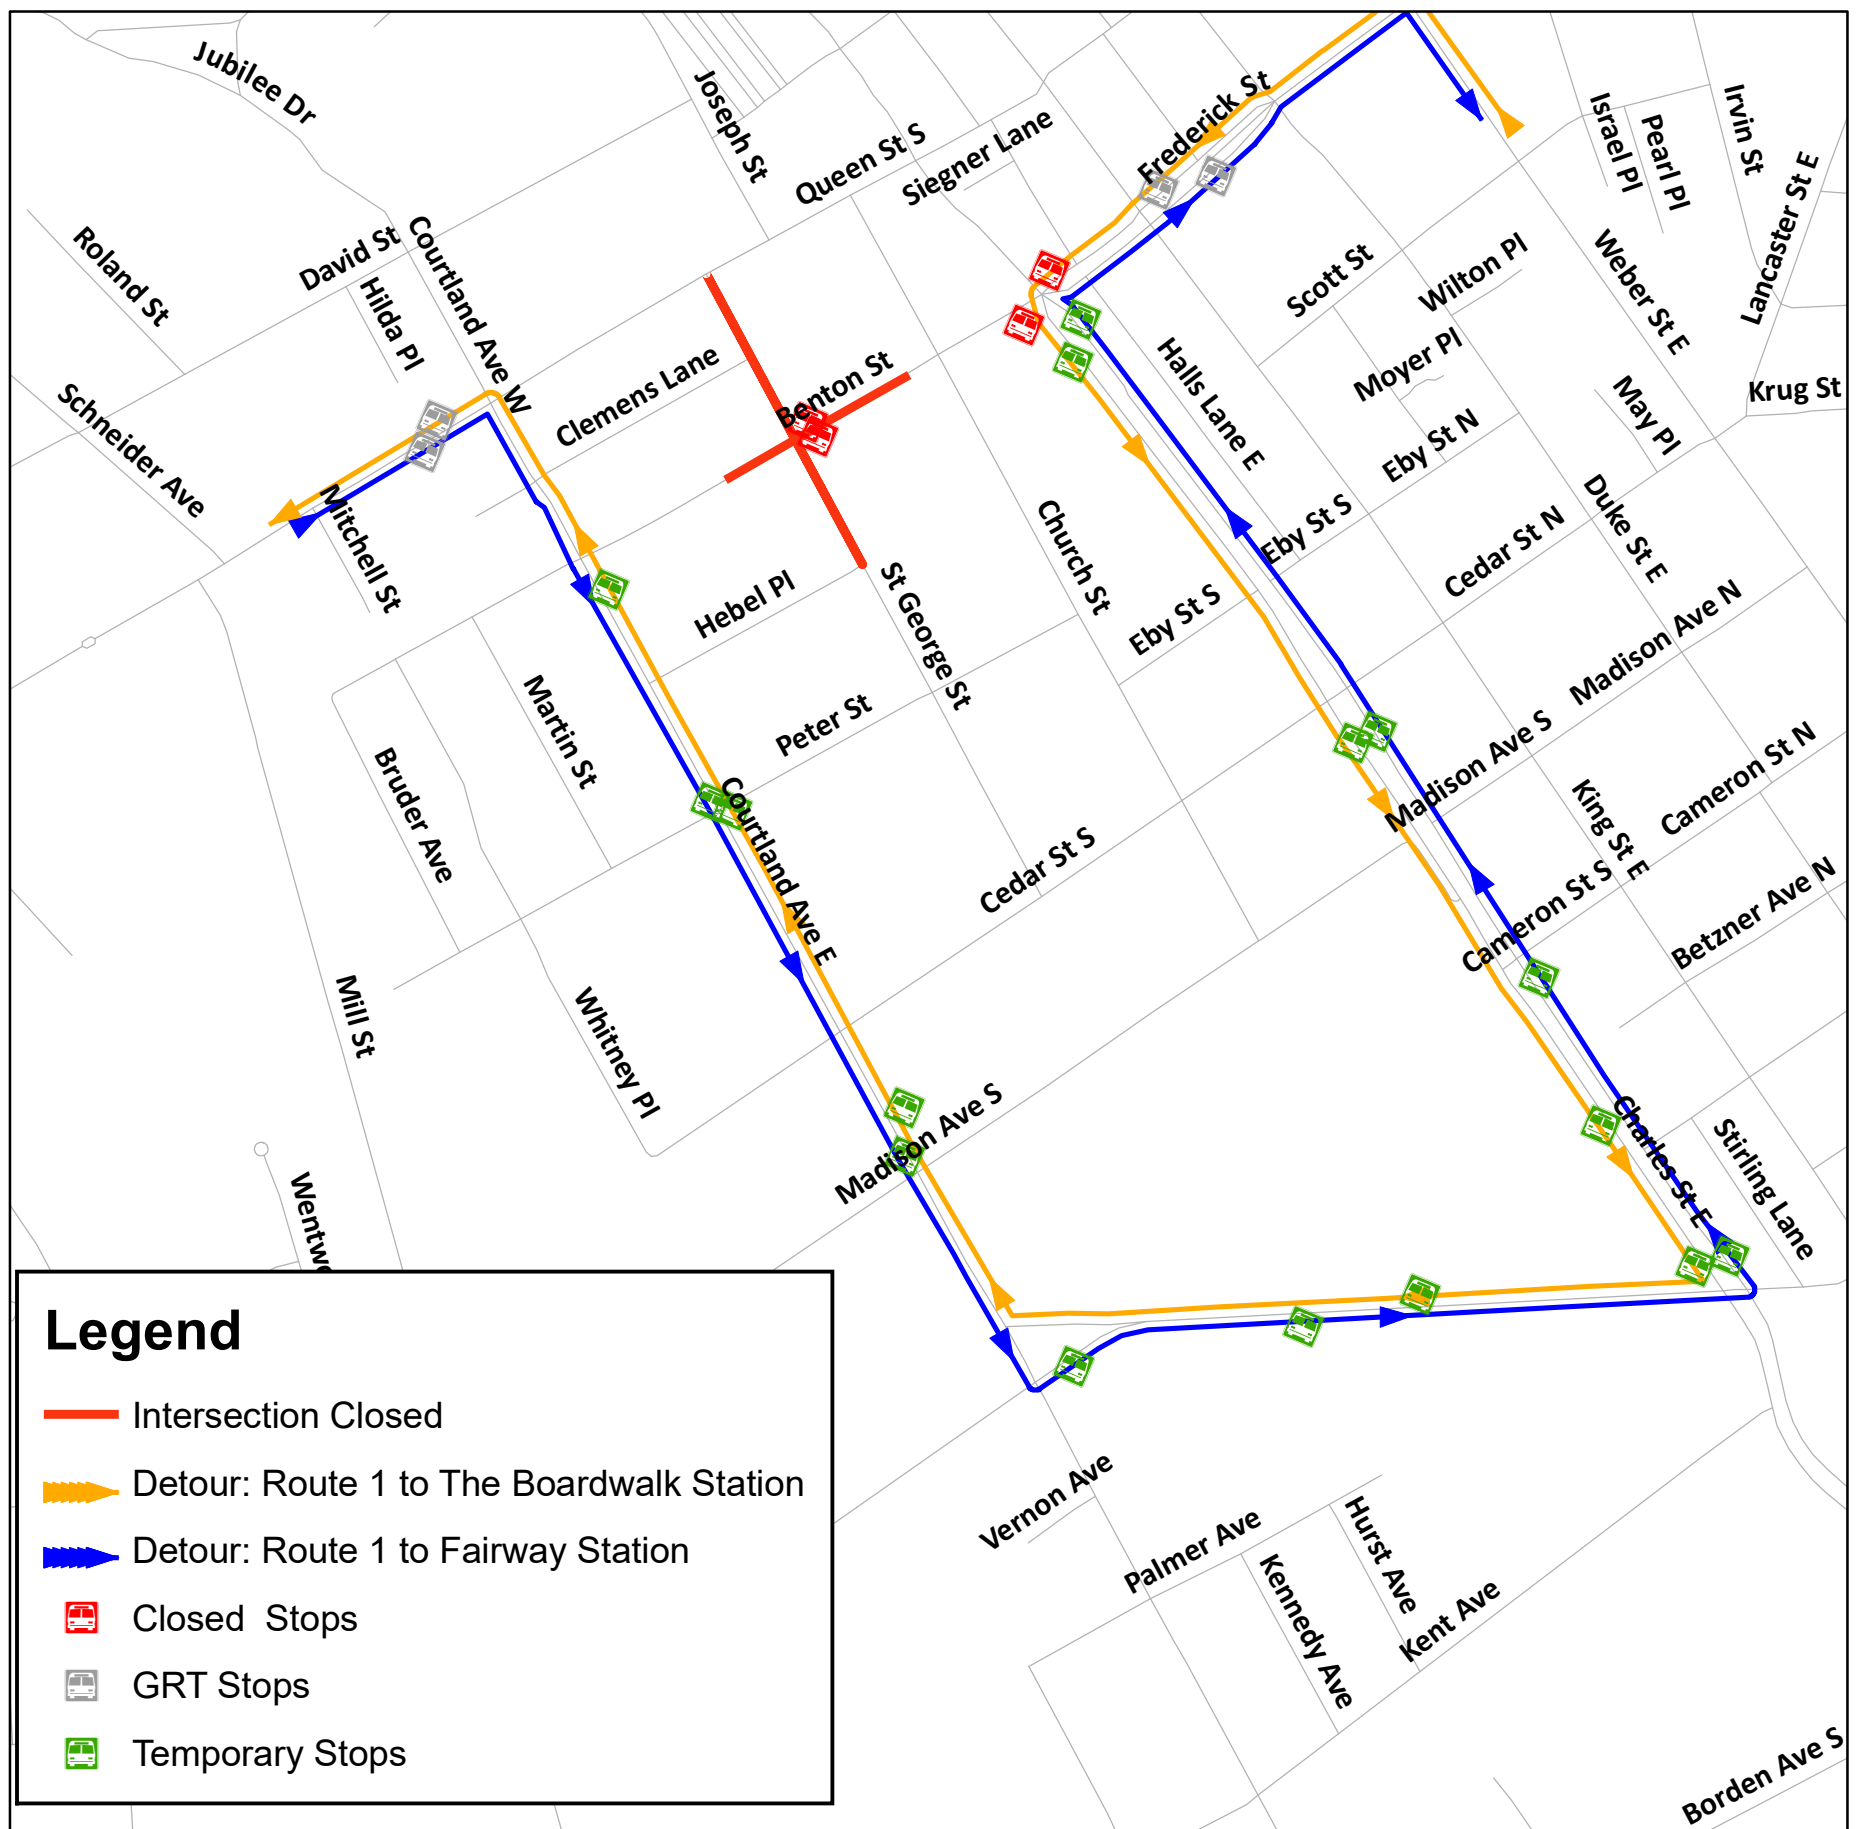 Jubilee Dr
Joseph St
Queen St S
Siegner Lane
Frederick St
Israel Pl
Pearl Pl
Irvin St
Lancaster St E
Roland St
David St
Hilda Pl
Courtland Ave W
Scott St
Wilton Pl
Weber St E
Schneider Ave
Clemens Lane
Benton St
Halls Lane E
Moyer Pl
May Pl
Krug St
Mitchell St
Eby St N
Eby St S
Cedar St N
Duke St E
Church St
Hebel Pl
St George St
Eby St S
Madison Ave N
Martin St
Peter St
Madison Ave S
Cameron St N
Bruder Ave
Courtland Ave E
Cedar St S
King St E
Cameron St S
Betzner Ave N
Mill St
Whitney Pl
Madison Ave S
Charles St E
Stirling Lane
Wentwo
Vernon Ave
Palmer Ave
Hurst Ave
Kennedy Ave
Kent Ave
Borden Ave S
Legend
Intersection Closed
Detour: Route 1 to The Boardwalk Station
Detour: Route 1 to Fairway Station
Closed  Stops
GRT Stops
Temporary Stops